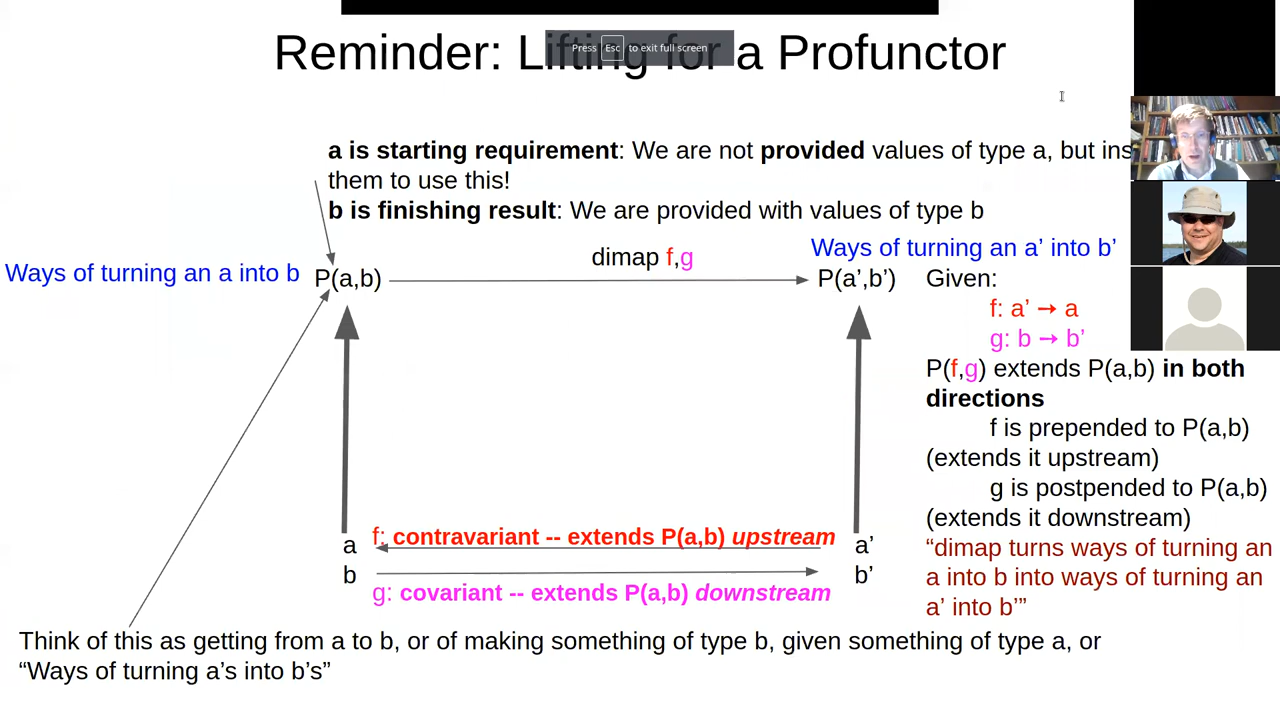 Reminder: Lifting for a Profunctor
Press Esc to exit full screen
a is starting requirement: We are not provided values of type a, but
them to use this!
b is finishing result: We are provided with values of type b
Ways of turning an a into b
P(a,b)
dimap f,g
Ways of turning an a’ into b’
P(a’,b’)
Given:
f: a’ → a
g: b → b’
P(f,g) extends P(a,b) in both
directions
f is prepended to P(a,b)
(extends it upstream)
g is postpended to P(a,b)
(extends it downstream)
“dimap turns ways of turning an
a into b into ways of turning an
a’ into b’”
a
f: contravariant -- extends P(a,b) upstream
a’
b
b’
g: covariant -- extends P(a,b) downstream
Think of this as getting from a to b, or of making something of type b, given something of type a, or
“Ways of turning a’s into b’s”